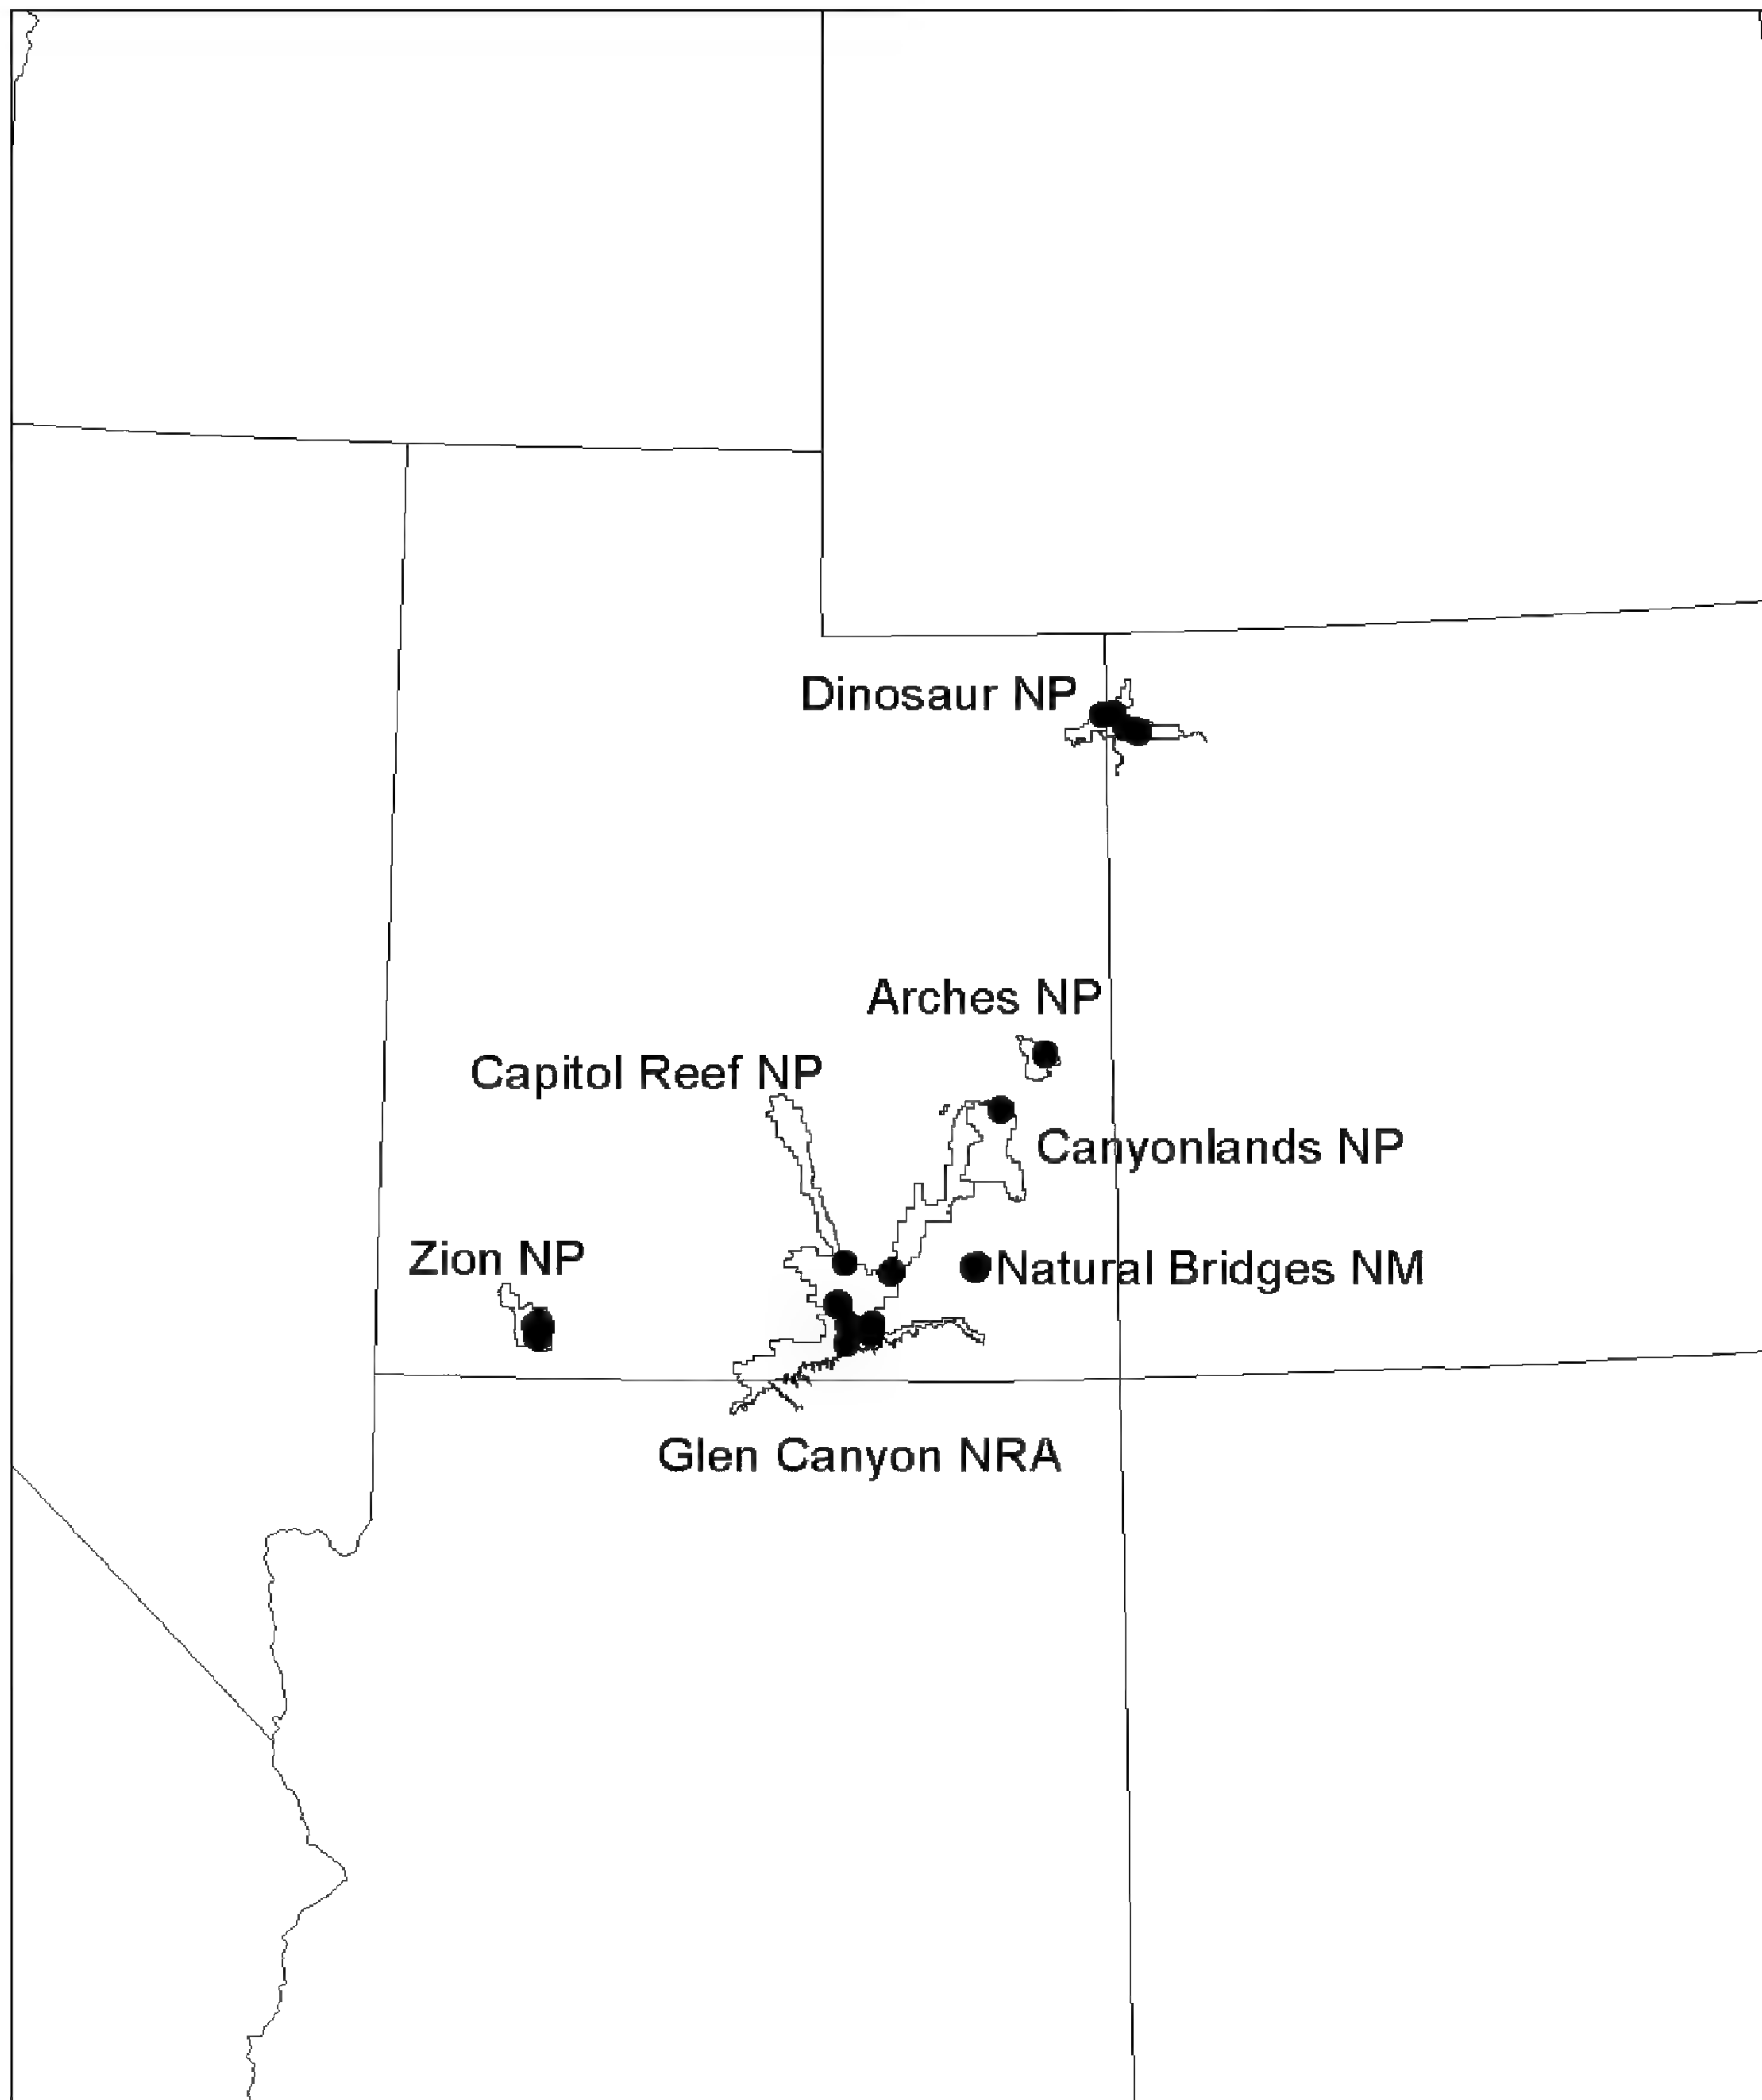 Dinosaur NP
Arches NP
Capitol Reef NP
Canyonlands NP
Zion NP
Natural Bridges NM
Glen Canyon NRA